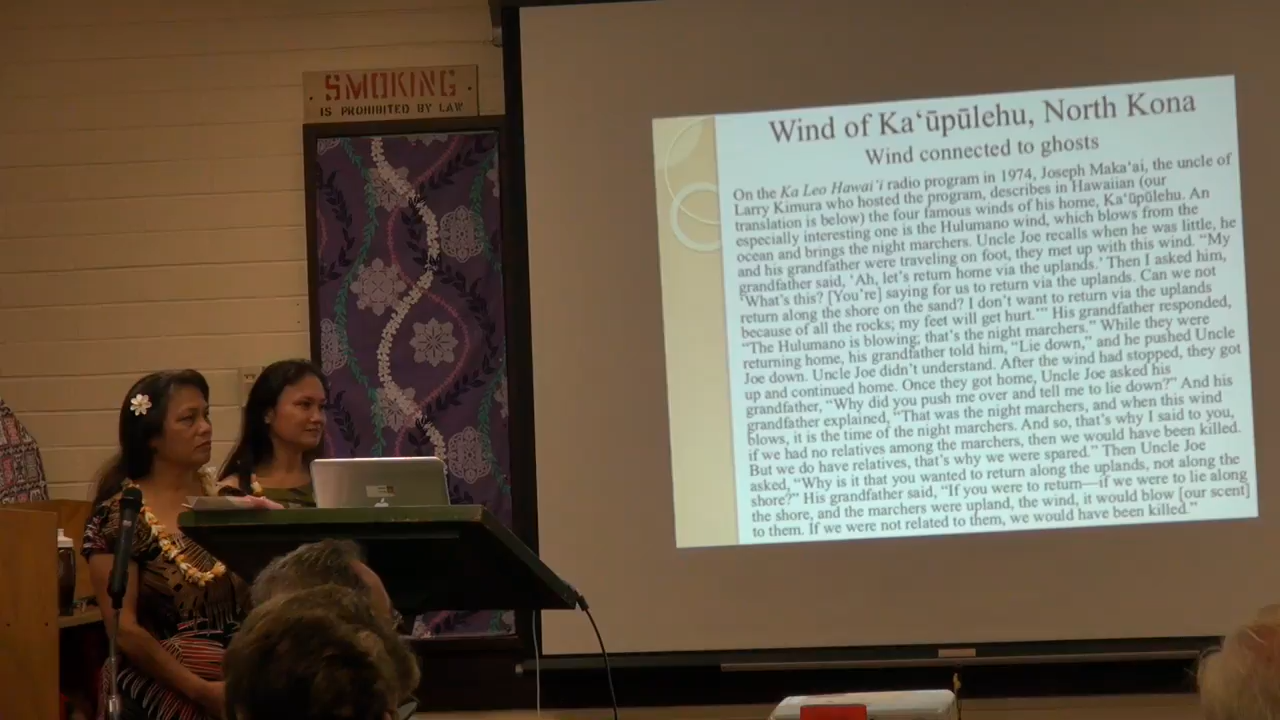 SMOKING
IS PROHIBITED BY LAW
Wind of Kaʻūpūlehu, North Kona
Wind connected to ghosts
On the Ka Leo Hawaiʻi radio program in 1974, Joseph Makaʻai, the uncle of
Larry Kimura who hosted the program, describes in Hawaiian (our
translation is below) the four famous winds of his home, Kaʻūpūlehu. An
especially interesting one is the Hulumano wind, which blows from the
ocean and brings the night marchers. Uncle Joe recalls when he was little, he
and his grandfather were traveling on foot, they met up with this wind. “My
grandfather said, ‘Ah, let’s return home via the uplands.’ Then I asked him,
‘What’s this? [You’re] saying for us to return via the uplands. Can we not
return along the shore on the sand? I don’t want to return via the uplands
because of all the rocks; my feet will get hurt.’” His grandfather responded,
“The Hulumano is blowing; that’s the night marchers.” While they were
returning home, his grandfather told him, “Lie down,” and he pushed Uncle
Joe down. Uncle Joe didn’t understand. After the wind had stopped, they got
up and continued home. Once they got home, Uncle Joe asked his
grandfather, “Why did you push me over and tell me to lie down?” And his
grandfather explained, “That was the night marchers, and when this wind
blows, it is the time of the night marchers. And so, that’s why I said to you,
if we had no relatives among the marchers, then we would have been killed.
But we do have relatives, that’s why we were spared.” Then Uncle Joe
asked, “Why is it that you wanted to return along the uplands, not along the
shore?” His grandfather said, “If you were to return—if we were to lie along
the shore, and the marchers were upland, the wind, it would blow [our scent]
to them. If we were not related to them, we would have been killed.”